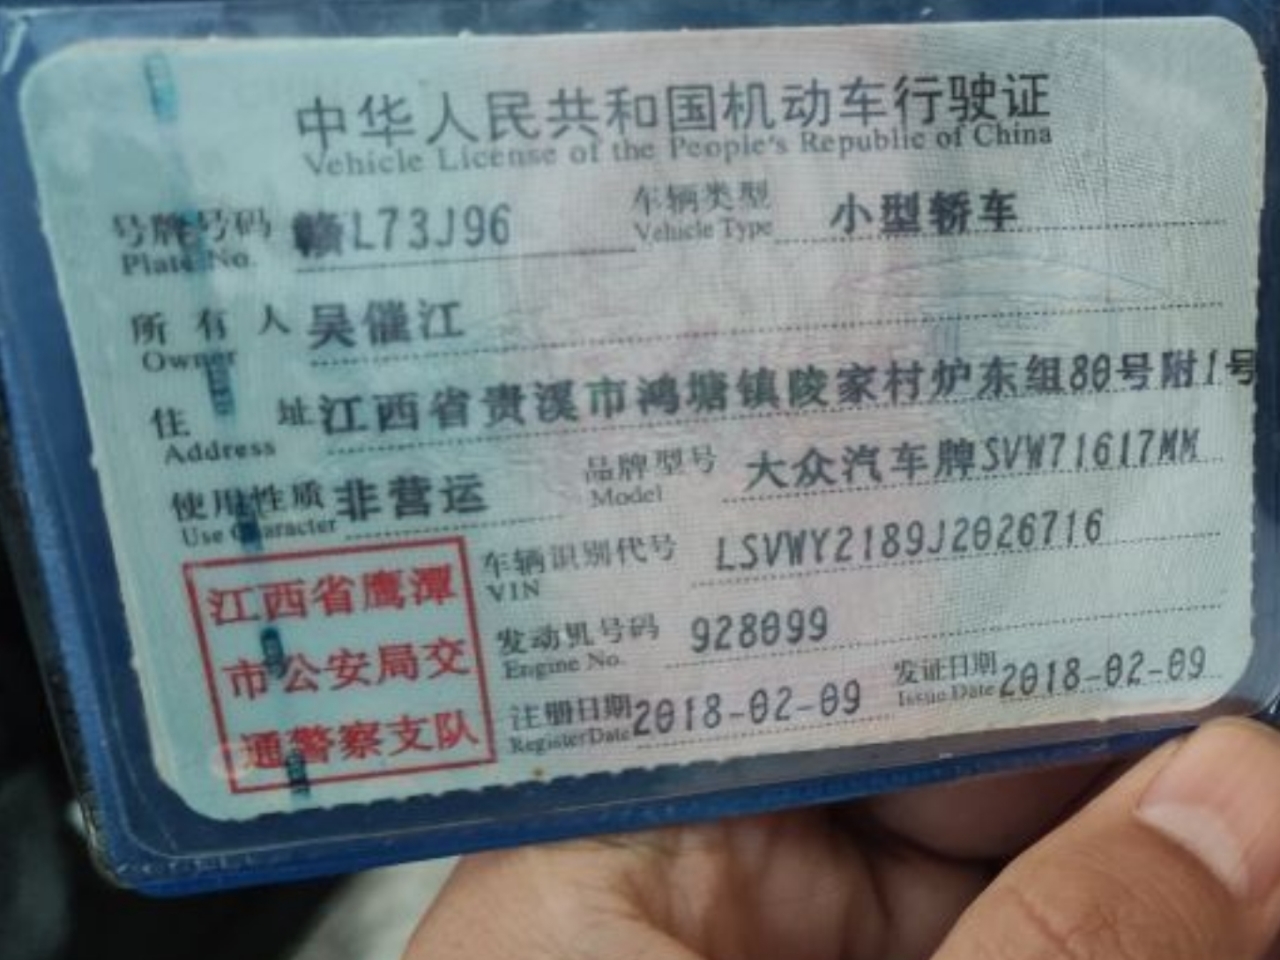 中华人民共和国机动车行驶证
Vehicle License of the People's Republic of China
号牌号码 赣L73J96 车辆类型 小型轿车
Plate No. Vehicle Type
所有人 吴催江
Owner
住址 江西省贵溪市鸿塘镇陵家村炉东组80号附1号
Address
使用性质 非营运 品牌型号 大众汽车牌SVW71617MM
Use Character Model
车辆识别代号 LSVWY2189J2026716
VIN
发动机号码 928099
Engine No.
注册日期 2018-02-09 发证日期 2018-02-09
Register Date Issue Date
江西省鹰潭
市公安局交
通警察支队